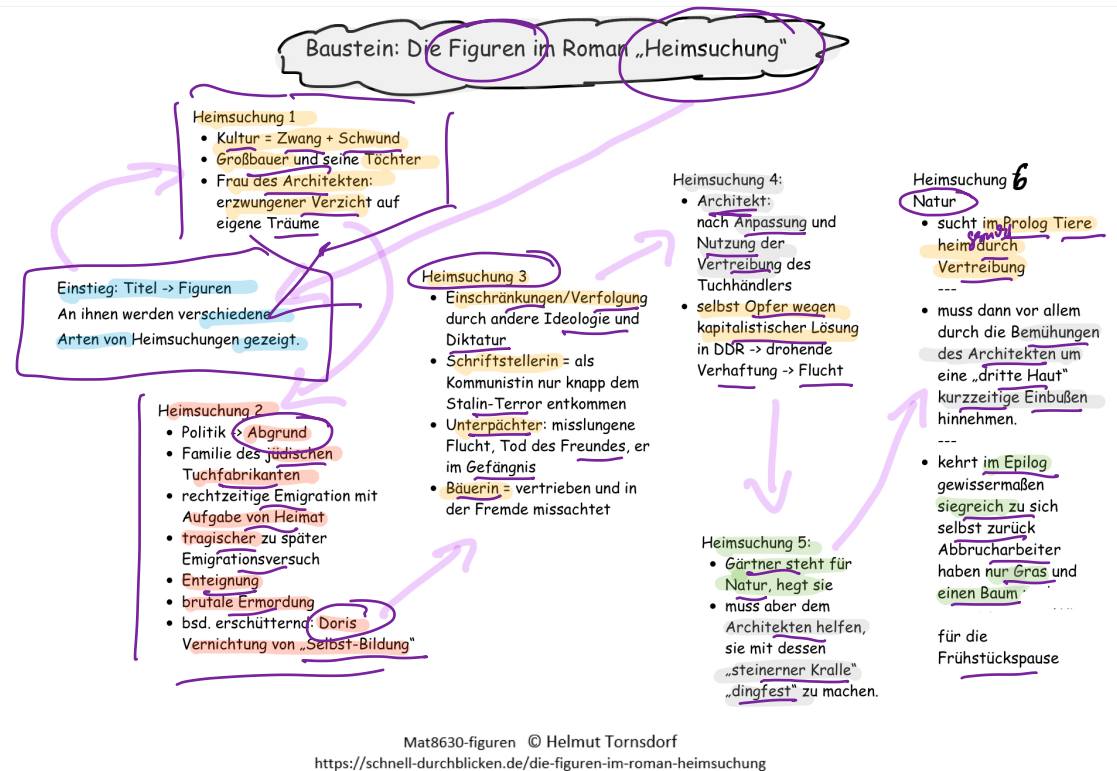 Baustein: Die Figuren im Roman „Heimsuchung“
Heimsuchung 1
• Kultur = Zwang + Schwund
• Großbauer und seine Töchter
• Frau des Architekten:
erzwungener Verzicht auf
eigene Träume
Einstieg: Titel -> Figuren
An ihnen werden verschiedene
Arten von Heimsuchungen gezeigt.
Heimsuchung 2
• Politik -> Abgrund
• Familie des jüdischen
Tuchfabrikanten
• rechtzeitige Emigration mit
Aufgabe von Heimat
• tragischer zu später
Emigrationsversuch
• Enteignung
• brutale Ermordung
• bsd. erschütternd: Doris
Vernichtung von „Selbst-Bildung“
Heimsuchung 3
• Einschränkungen/Verfolgung
durch andere Ideologie und
Diktatur
• Schriftstellerin = als
Kommunistin nur knapp dem
Stalin-Terror entkommen
• Unterpächter: misslungene
Flucht, Tod des Freundes, er
im Gefängnis
• Bäuerin = vertrieben und in
der Fremde missachtet
Heimsuchung 4:
• Architekt:
nach Anpassung und
Nutzung der
Vertreibung des
Tuchhändlers
• selbst Opfer wegen
kapitalistischer Lösung
in DDR -> drohende
Verhaftung -> Flucht
Heimsuchung 5:
• Gärtner steht für
Natur, hegt sie
• muss aber dem
Architekten helfen,
sie mit dessen
„steinerner Kralle“
„dingfest“ zu machen.
Heimsuchung 6
Natur
• sucht im Prolog Tiere
heim durch
Vertreibung
---
• muss dann vor allem
durch die Bemühungen
des Architekten um
eine „dritte Haut“
kurzzeitige Einbußen
hinnehmen.
---
• kehrt im Epilog
gewissermaßen
siegreich zu sich
selbst zurück
Abbrucharbeiter
haben nur Gras und
einen Baum
für die
Frühstückspause
Mat8630-figuren © Helmut Tornsdorf
https://schnell-durchblicken.de/die-figuren-im-roman-heimsuchung